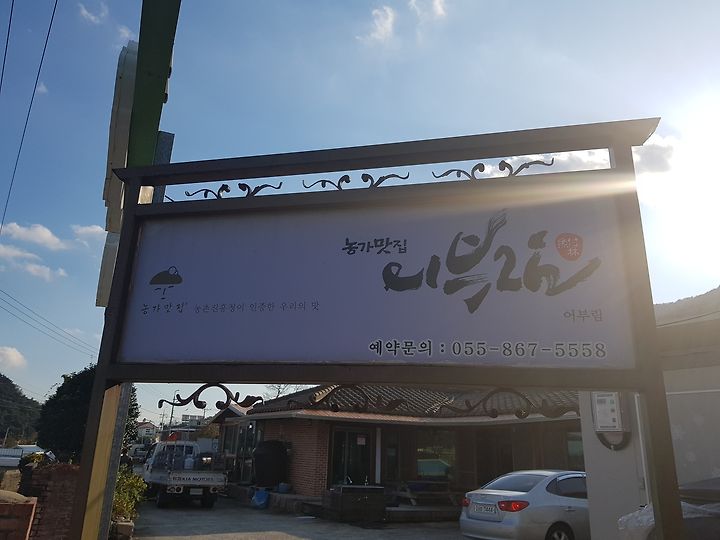 농가맛집
어부림
어부림
농가맛집 농촌진흥청이 인증한 우리의 맛
예약문의 : 055-867-5558